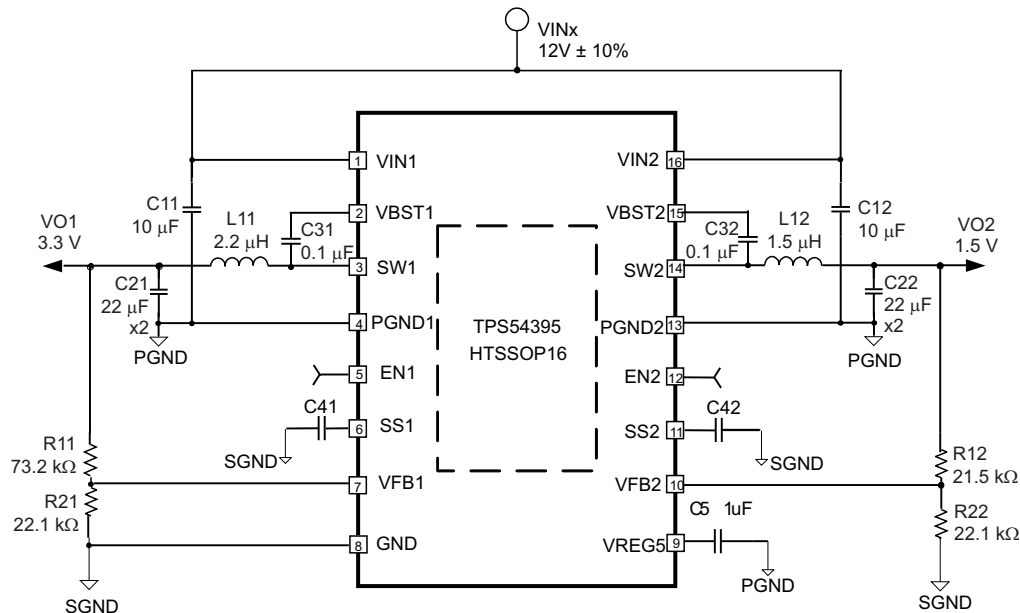 VINx
12V ± 10%
1
VIN1
VIN2
16
C11
10 μF
2
VBST1
VBST2
15
C12
10 μF
VO1
3.3 V
L11
2.2 μH
C31
0.1 μF
C32
0.1 μF
L12
1.5 μH
VO2
1.5 V
3
SW1
SW2
14
C21
22 μF
x2
C22
22 μF
x2
4
PGND1
TPS54395
HTSSOP16
PGND2
13
PGND
PGND
5
EN1
EN2
12
C41
C42
6
SS1
SS2
11
SGND
SGND
R11
73.2 kΩ
R12
21.5 kΩ
7
VFB1
VFB2
10
R21
22.1 kΩ
C5 1uF
R22
22.1 kΩ
8
GND
VREG5
9
PGND
SGND
SGND